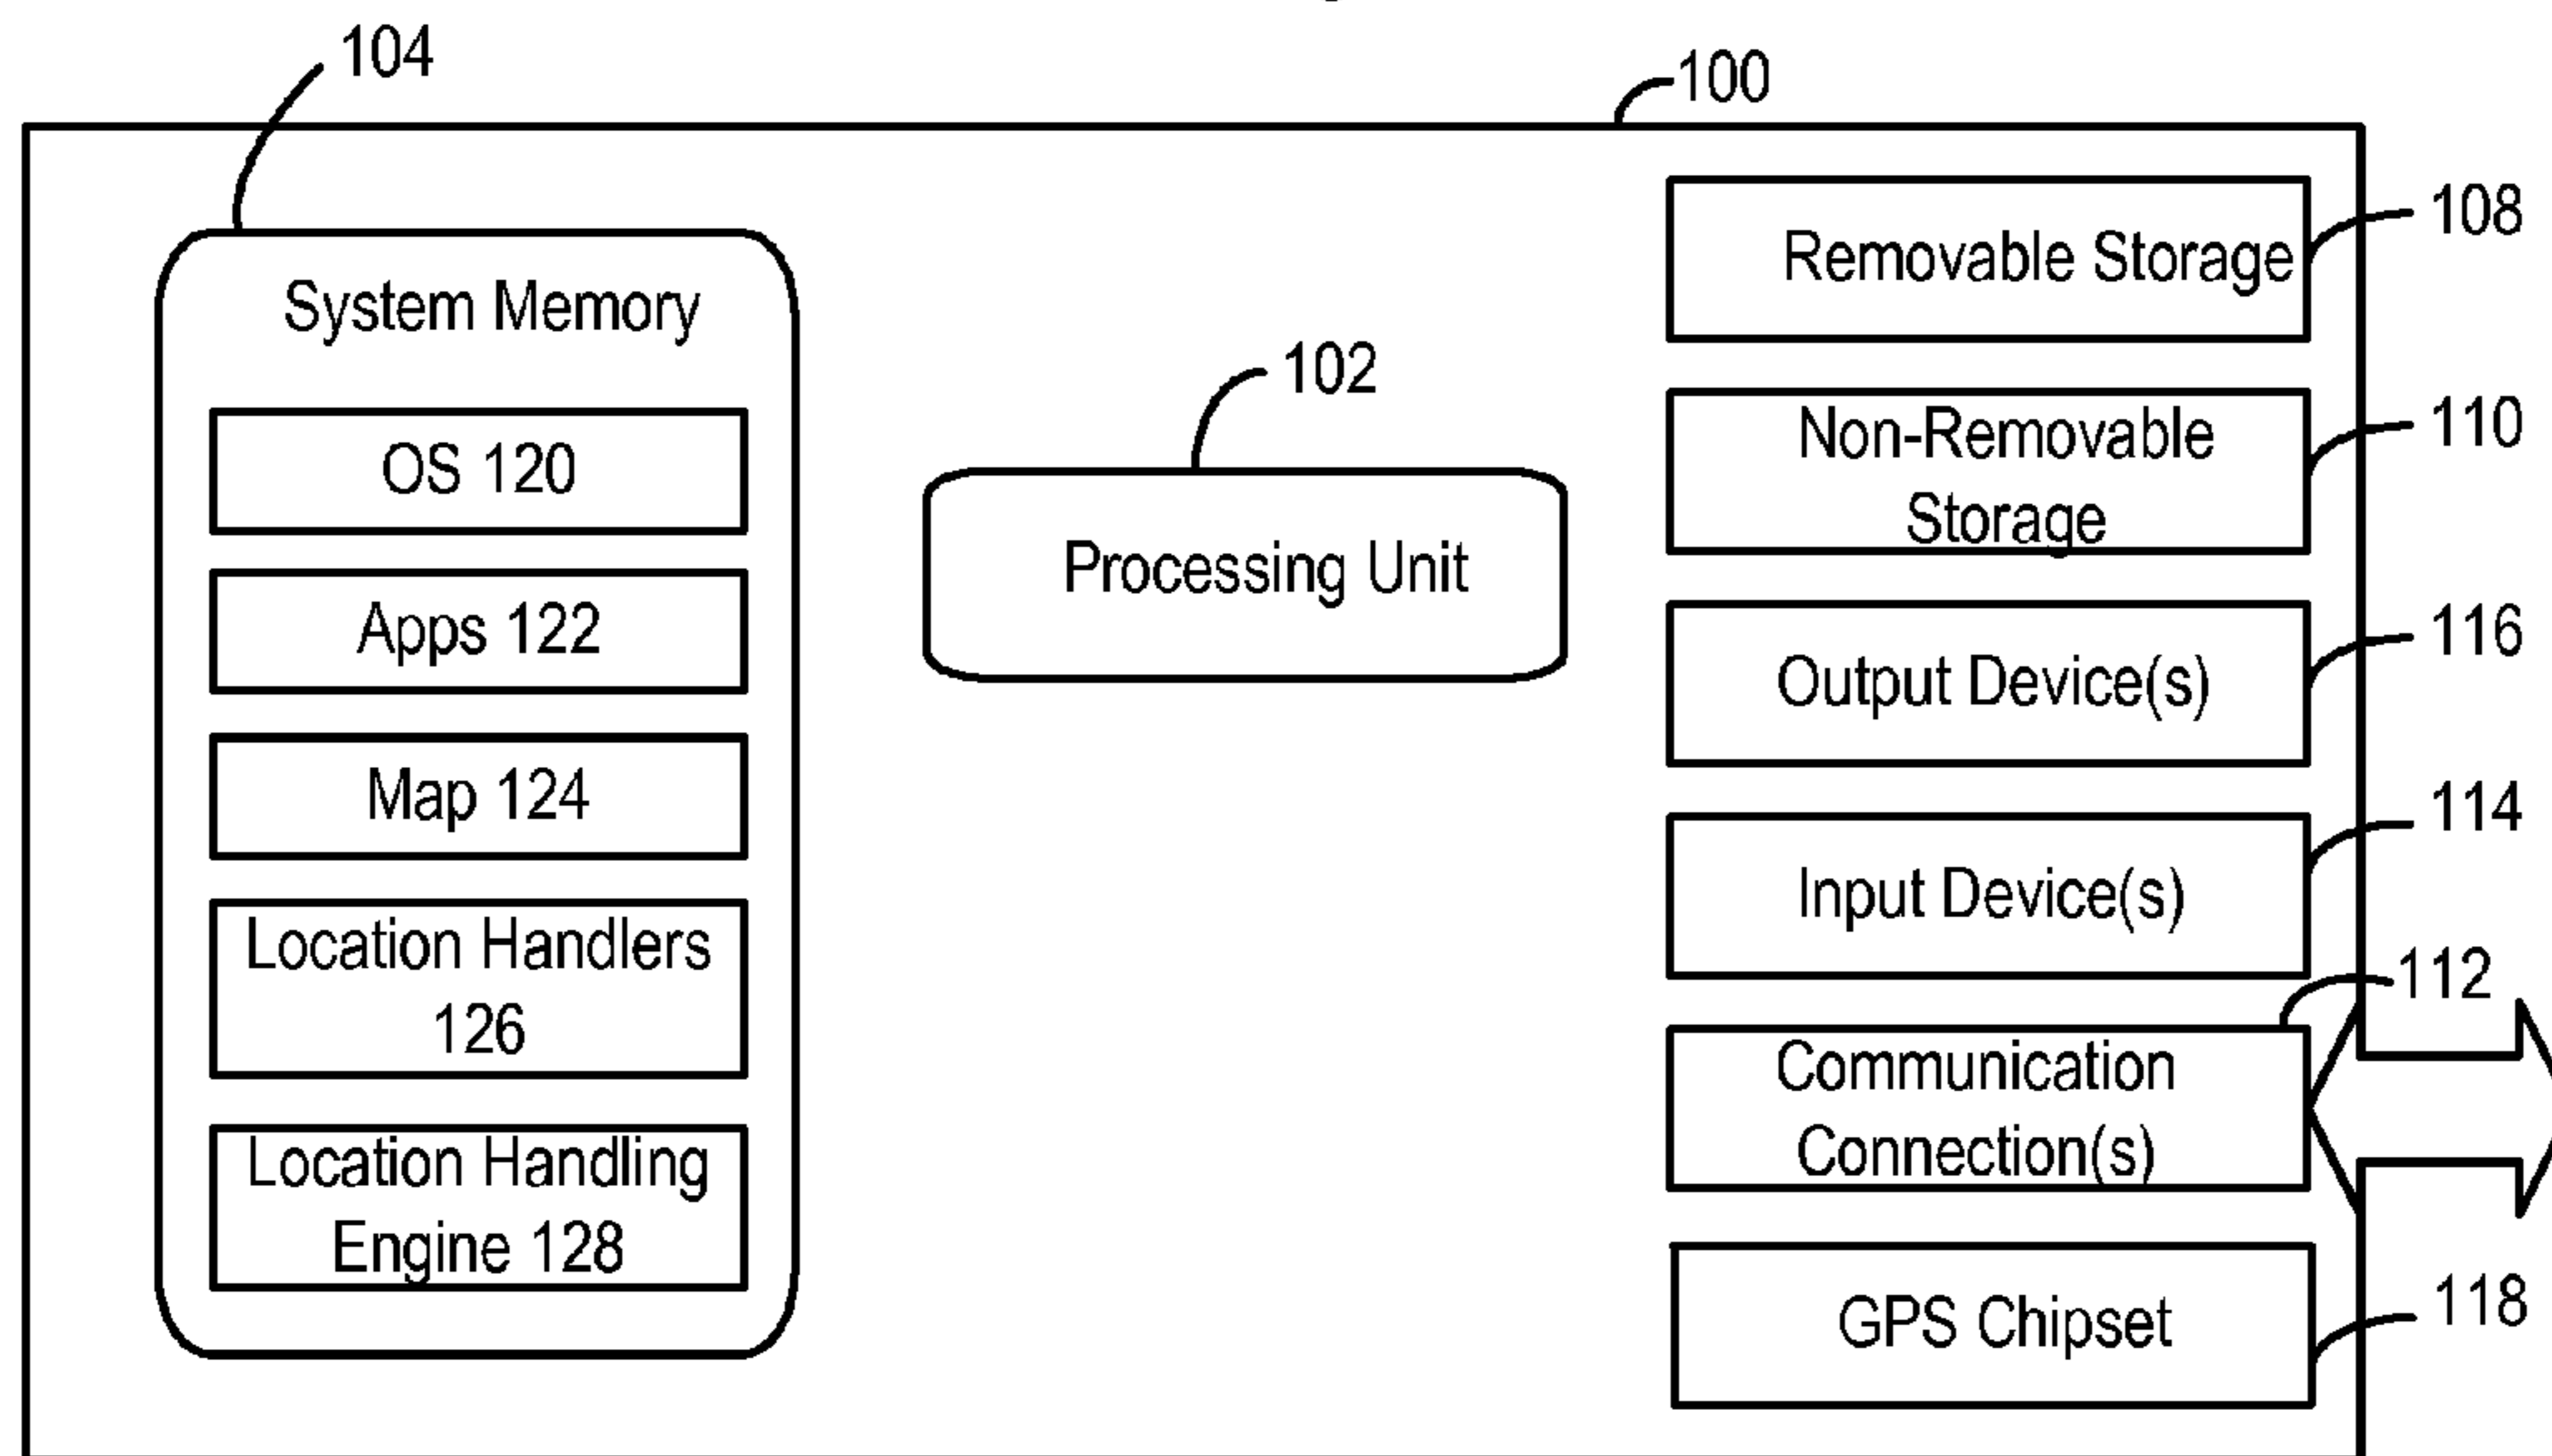 104
100
System Memory
OS 120
Apps 122
Map 124
Location Handlers
126
Location Handling
Engine 128
102
Processing Unit
Removable Storage
108
Non-Removable
Storage
110
Output Device(s)
116
Input Device(s)
114
Communication
Connection(s)
112
GPS Chipset
118